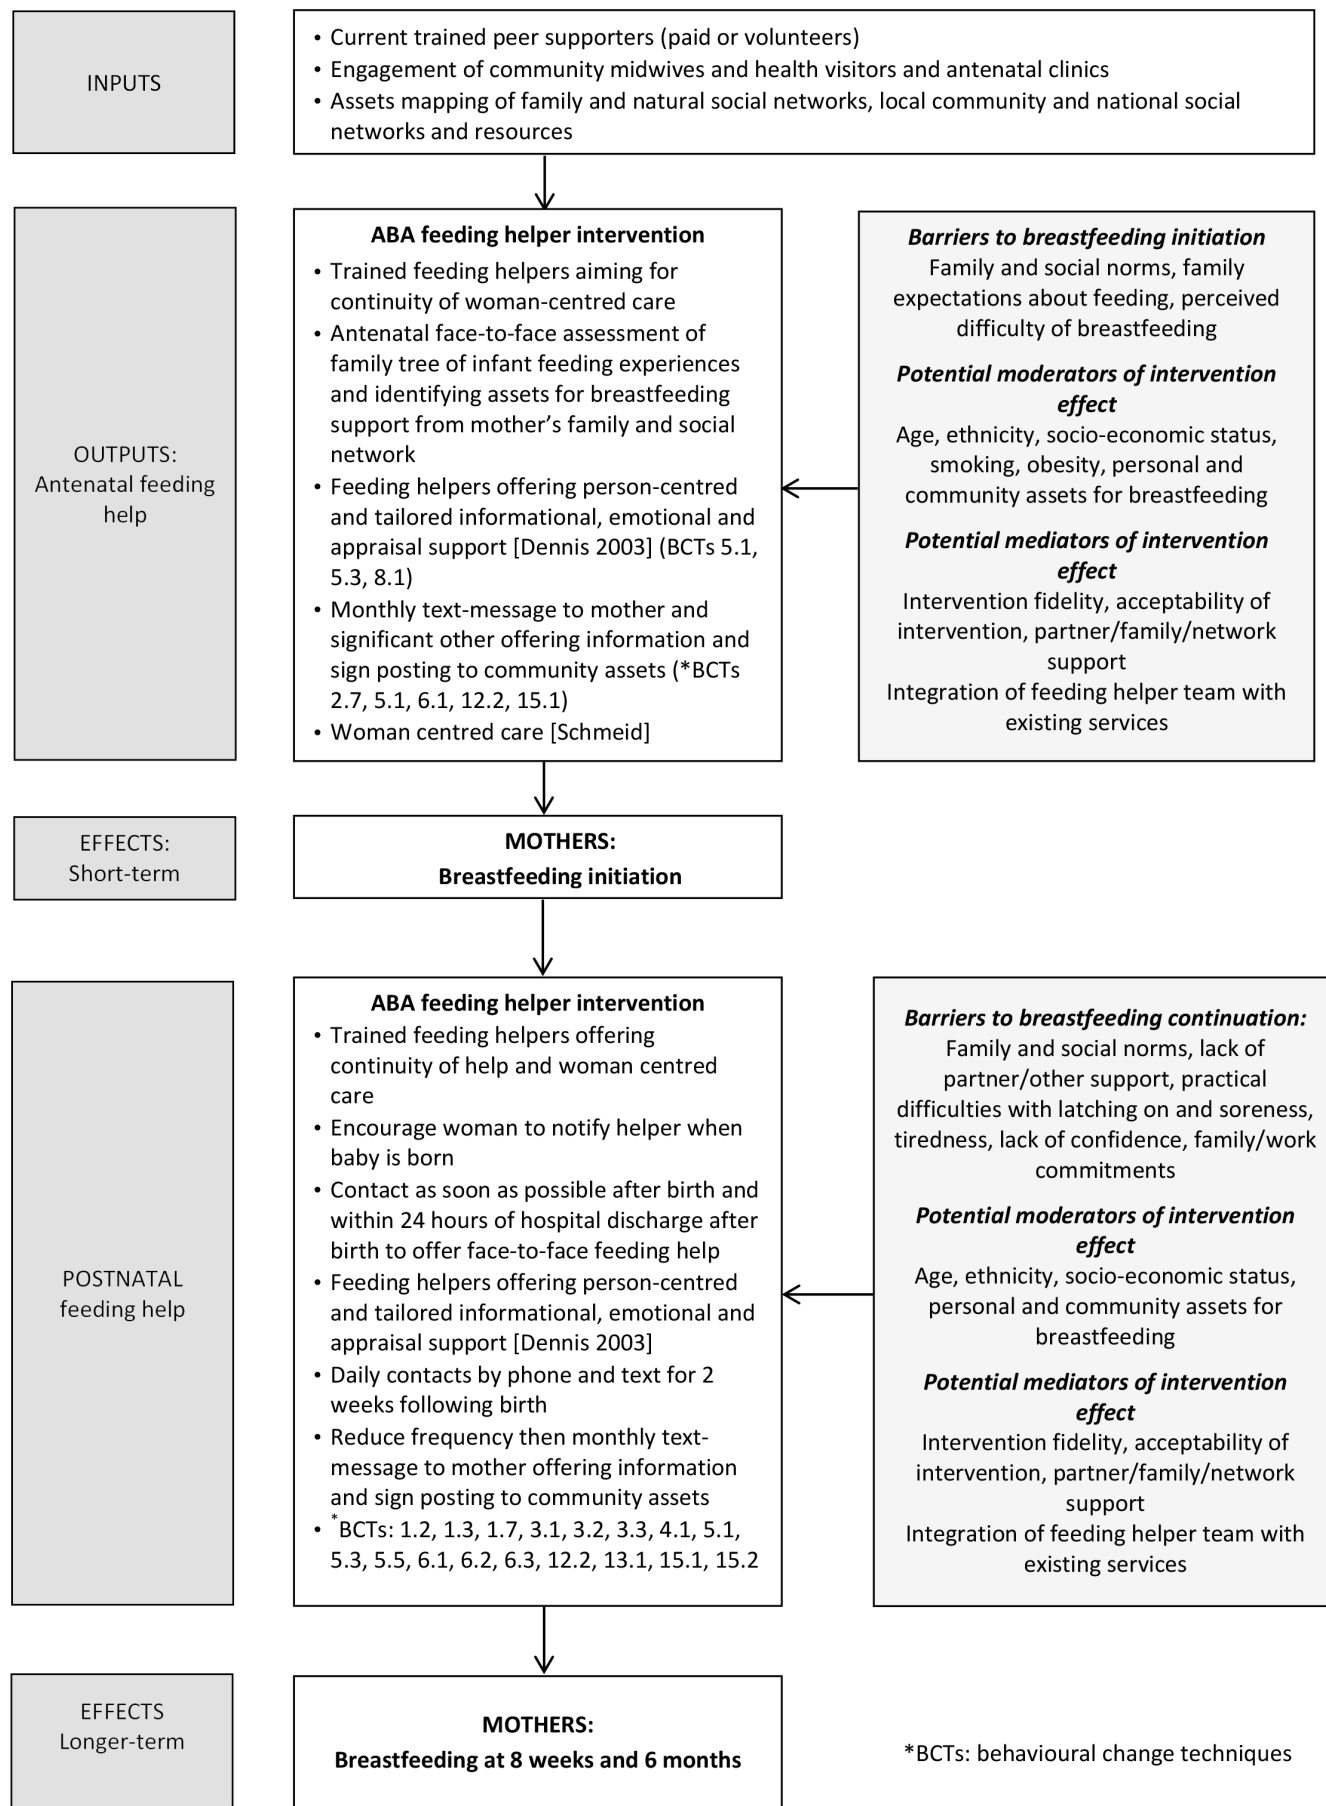 INPUTS
• Current trained peer supporters (paid or volunteers)
• Engagement of community midwives and health visitors and antenatal clinics
• Assets mapping of family and natural social networks, local community and national social
networks and resources
OUTPUTS:
Antenatal feeding
help
ABA feeding helper intervention
• Trained feeding helpers aiming for
continuity of woman-centred care
• Antenatal face-to-face assessment of
family tree of infant feeding experiences
and identifying assets for breastfeeding
support from mother’s family and social
network
• Feeding helpers offering person-centred
and tailored informational, emotional and
appraisal support [Dennis 2003] (BCTs 5.1,
5.3, 8.1)
• Monthly text-message to mother and
significant other offering information and
sign posting to community assets (*BCTs
2.7, 5.1, 6.1, 12.2, 15.1)
• Woman centred care [Schmeid]
Barriers to breastfeeding initiation
Family and social norms, family
expectations about feeding, perceived
difficulty of breastfeeding
Potential moderators of intervention
effect
Age, ethnicity, socio-economic status,
smoking, obesity, personal and
community assets for breastfeeding
Potential mediators of intervention
effect
Intervention fidelity, acceptability of
intervention, partner/family/network
support
Integration of feeding helper team with
existing services
EFFECTS:
Short-term
MOTHERS:
Breastfeeding initiation
POSTNATAL
feeding help
ABA feeding helper intervention
• Trained feeding helpers offering
continuity of help and woman centred
care
• Encourage woman to notify helper when
baby is born
• Contact as soon as possible after birth and
within 24 hours of hospital discharge after
birth to offer face-to-face feeding help
• Feeding helpers offering person-centred
and tailored informational, emotional and
appraisal support [Dennis 2003]
• Daily contacts by phone and text for 2
weeks following birth
• Reduce frequency then monthly text-
message to mother offering information
and sign posting to community assets
• *BCTs: 1.2, 1.3, 1.7, 3.1, 3.2, 3.3, 4.1, 5.1,
5.3, 5.5, 6.1, 6.2, 6.3, 12.2, 13.1, 15.1, 15.2
Barriers to breastfeeding continuation:
Family and social norms, lack of
partner/other support, practical
difficulties with latching on and soreness,
tiredness, lack of confidence, family/work
commitments
Potential moderators of intervention
effect
Age, ethnicity, socio-economic status,
personal and community assets for
breastfeeding
Potential mediators of intervention
effect
Intervention fidelity, acceptability of
intervention, partner/family/network
support
Integration of feeding helper team with
existing services
EFFECTS
Longer-term
MOTHERS:
Breastfeeding at 8 weeks and 6 months
*BCTs: behavioural change techniques